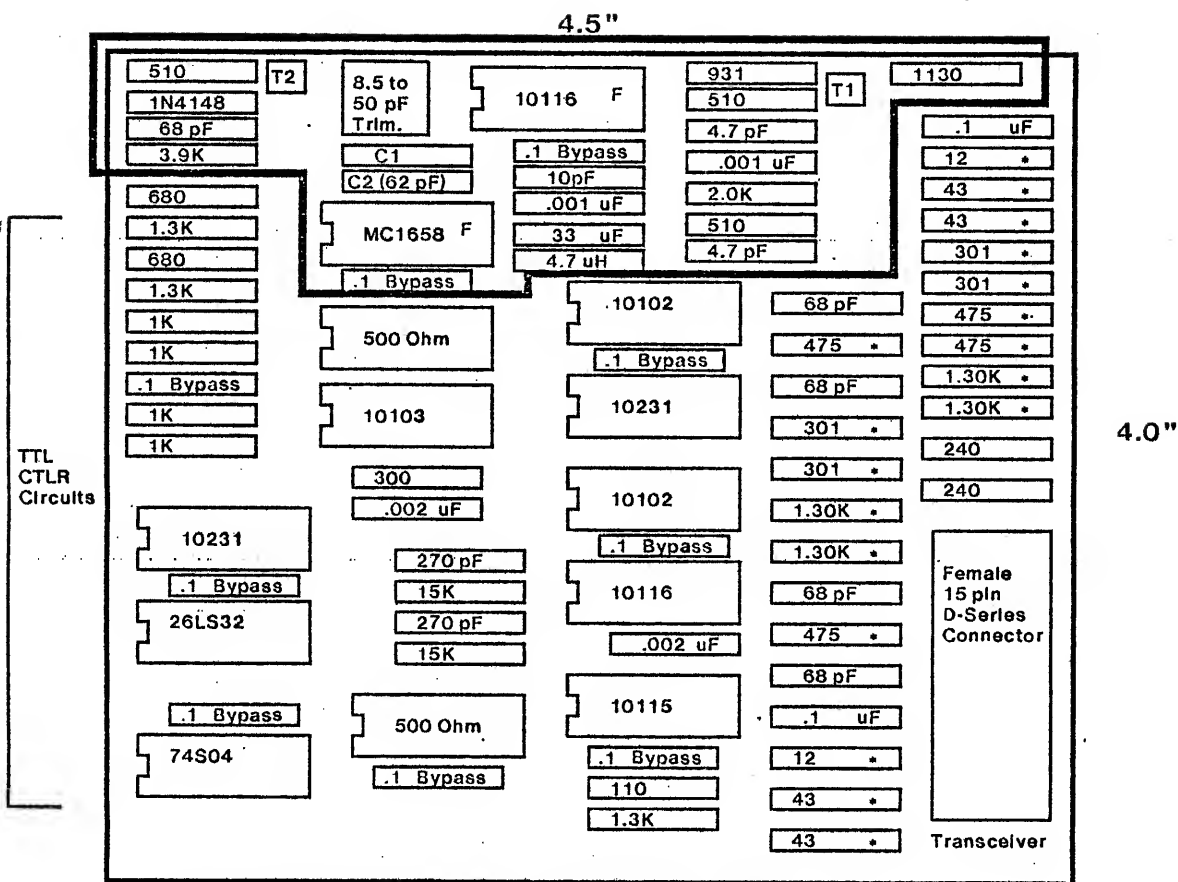 4.5"
510
T2
1N4148
68 pF
3.9K
8.5 to
50 pF
Trim.
C1
C2 (62 pF)
MC1658 F
.1 Bypass
10116 F
.1 Bypass
10pF
.001 uF
33 uF
4.7 uH
931
T1
510
4.7 pF
.001 uF
2.0K
510
4.7 pF
1130
680
1.3K
680
1.3K
1K
1K
.1 Bypass
1K
1K
TTL
CTLR
Circuits
10231
.1 Bypass
26LS32
.1 Bypass
74S04
500 Ohm
10103
300
.002 uF
270 pF
15K
270 pF
15K
500 Ohm
.1 Bypass
10102
.1 Bypass
10231
10102
.1 Bypass
10116
.002 uF
10115
.1 Bypass
110
1.3K
68 pF
475 *
68 pF
301 *
301 *
1.30K *
1.30K *
68 pF
475 *
68 pF
.1 uF
12 *
43 *
43 *
.1 uF
12 *
43 *
43 *
301 *
301 *
475 *
475 *
1.30K *
1.30K *
240
240
Female
15 pin
D-Series
Connector
Transceiver
4.0"